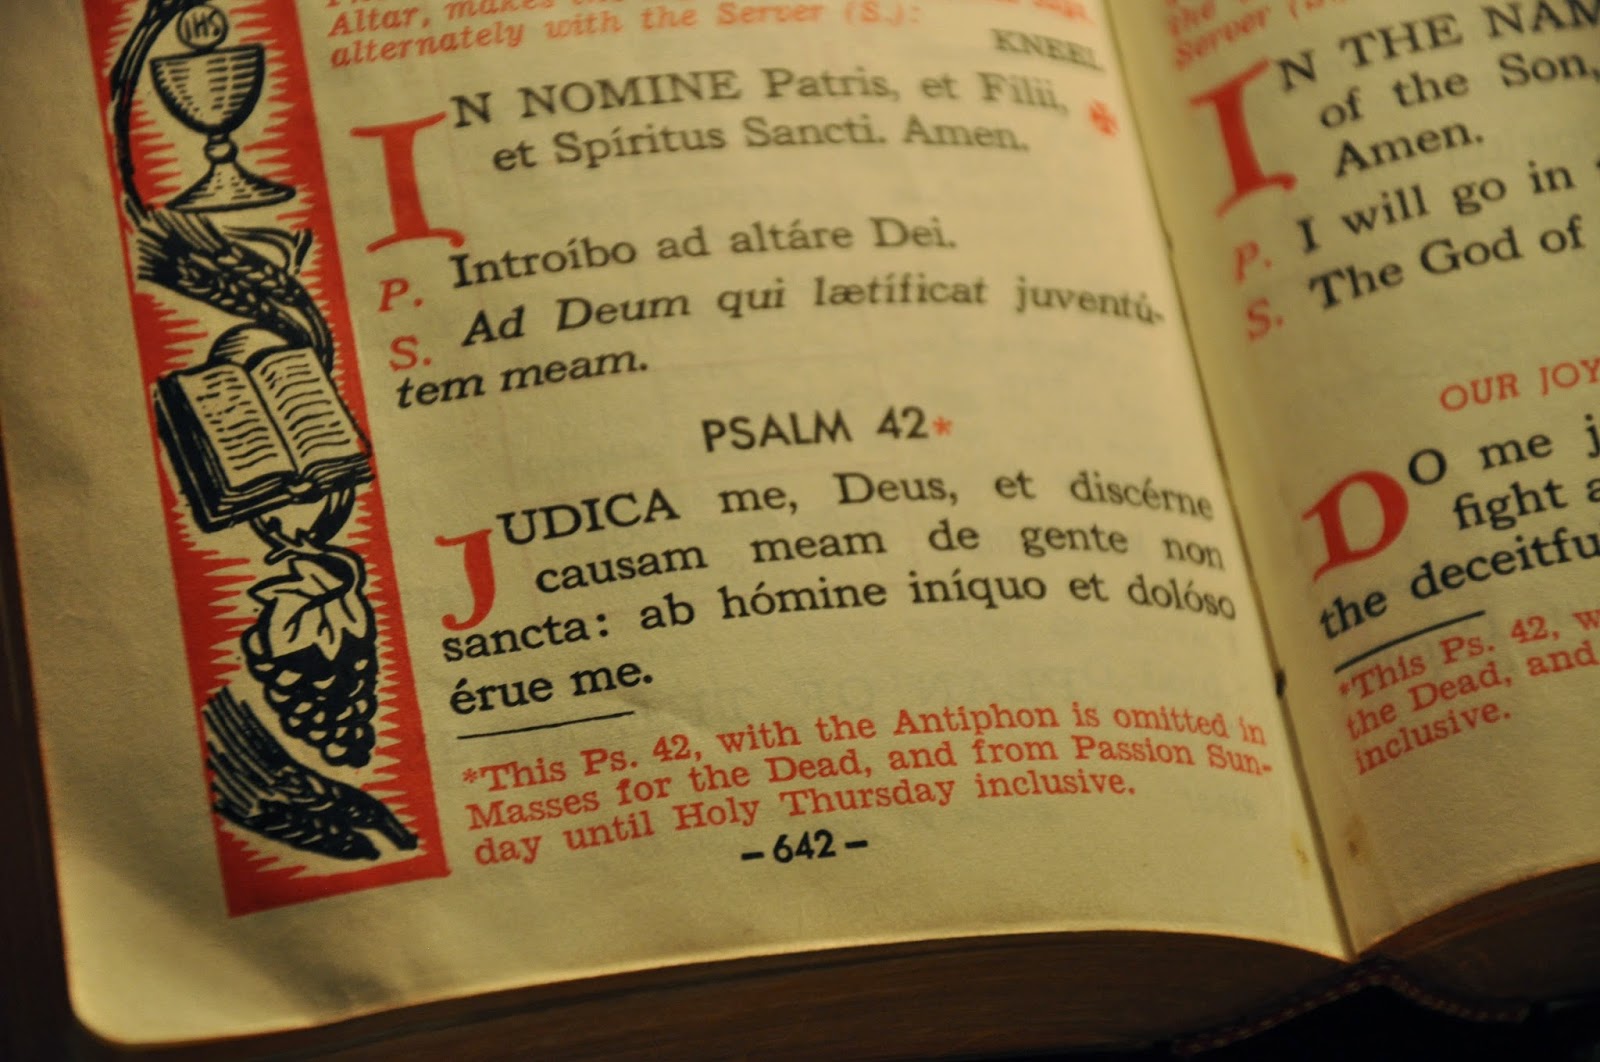 IHS
Altar, makes the
alternately with the Server (S.):
KNEEL
IN NOMINE Patris, et Filii, ✠
et Spíritus Sancti. Amen.
P. Introíbo ad altáre Dei.
S. Ad Deum qui lætíficat juventú-
tem meam.
PSALM 42*
JUDICA me, Deus, et discérne
causam meam de gente non
sancta: ab hómine iníquo et dolóso
érue me.
*This Ps. 42, with the Antiphon is omitted in
Masses for the Dead, and from Passion Sun-
day until Holy Thursday inclusive.
-642-
the
Server
IN THE NAM
of the Son,
Amen.
P. I will go in
S. The God of
OUR JOY
DO me j
fight a
the deceitfu
*This Ps. 42, w
the Dead, and
inclusive.